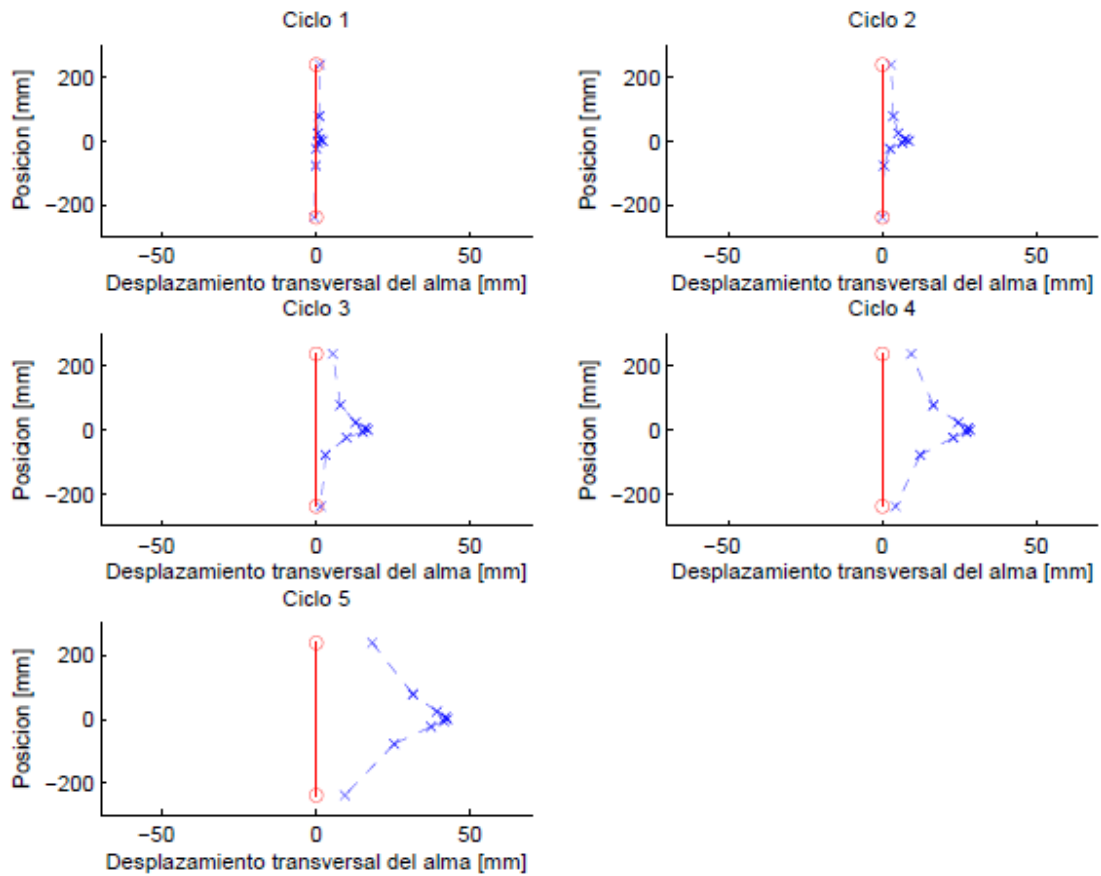 Ciclo 1
Posicion [mm]
200
0
−200
−50 0 50
Desplazamiento transversal del alma [mm]
Ciclo 2
Posicion [mm]
200
0
−200
−50 0 50
Desplazamiento transversal del alma [mm]
Ciclo 3
Posicion [mm]
200
0
−200
−50 0 50
Desplazamiento transversal del alma [mm]
Ciclo 4
Posicion [mm]
200
0
−200
−50 0 50
Desplazamiento transversal del alma [mm]
Ciclo 5
Posicion [mm]
200
0
−200
−50 0 50
Desplazamiento transversal del alma [mm]